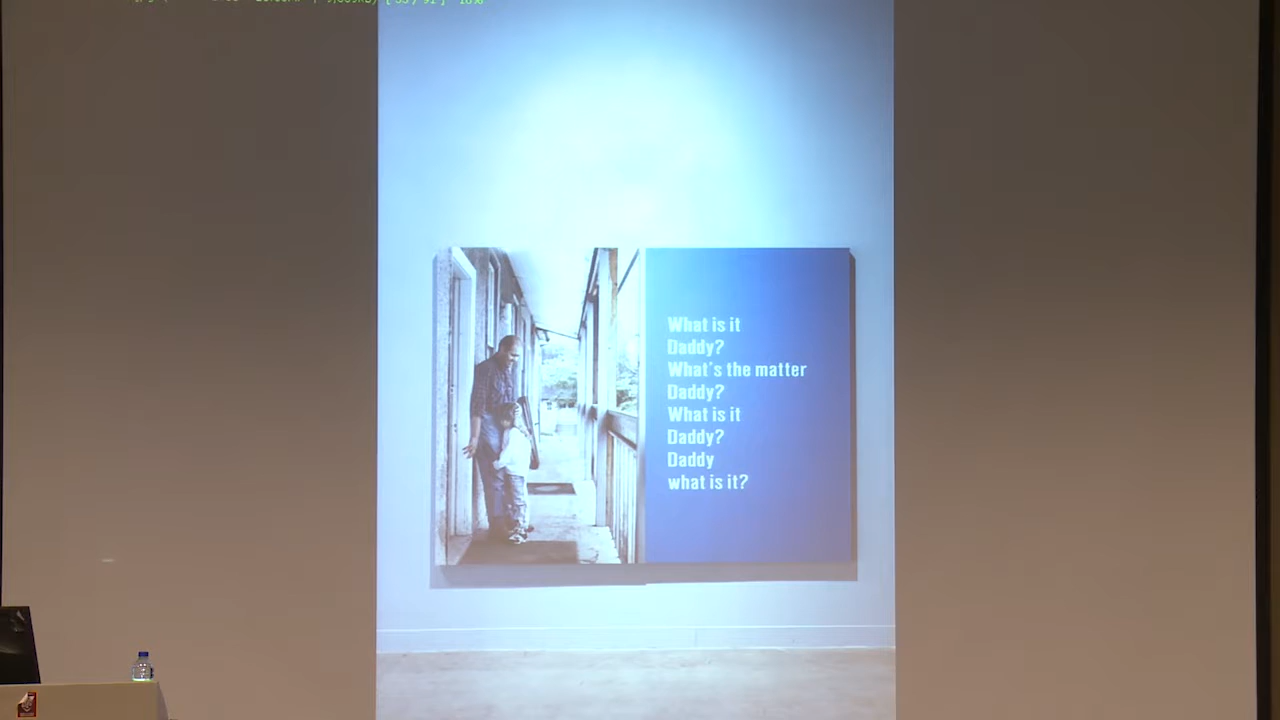 What is it
Daddy?
What's the matter
Daddy?
What is it
Daddy?
Daddy
what is it?